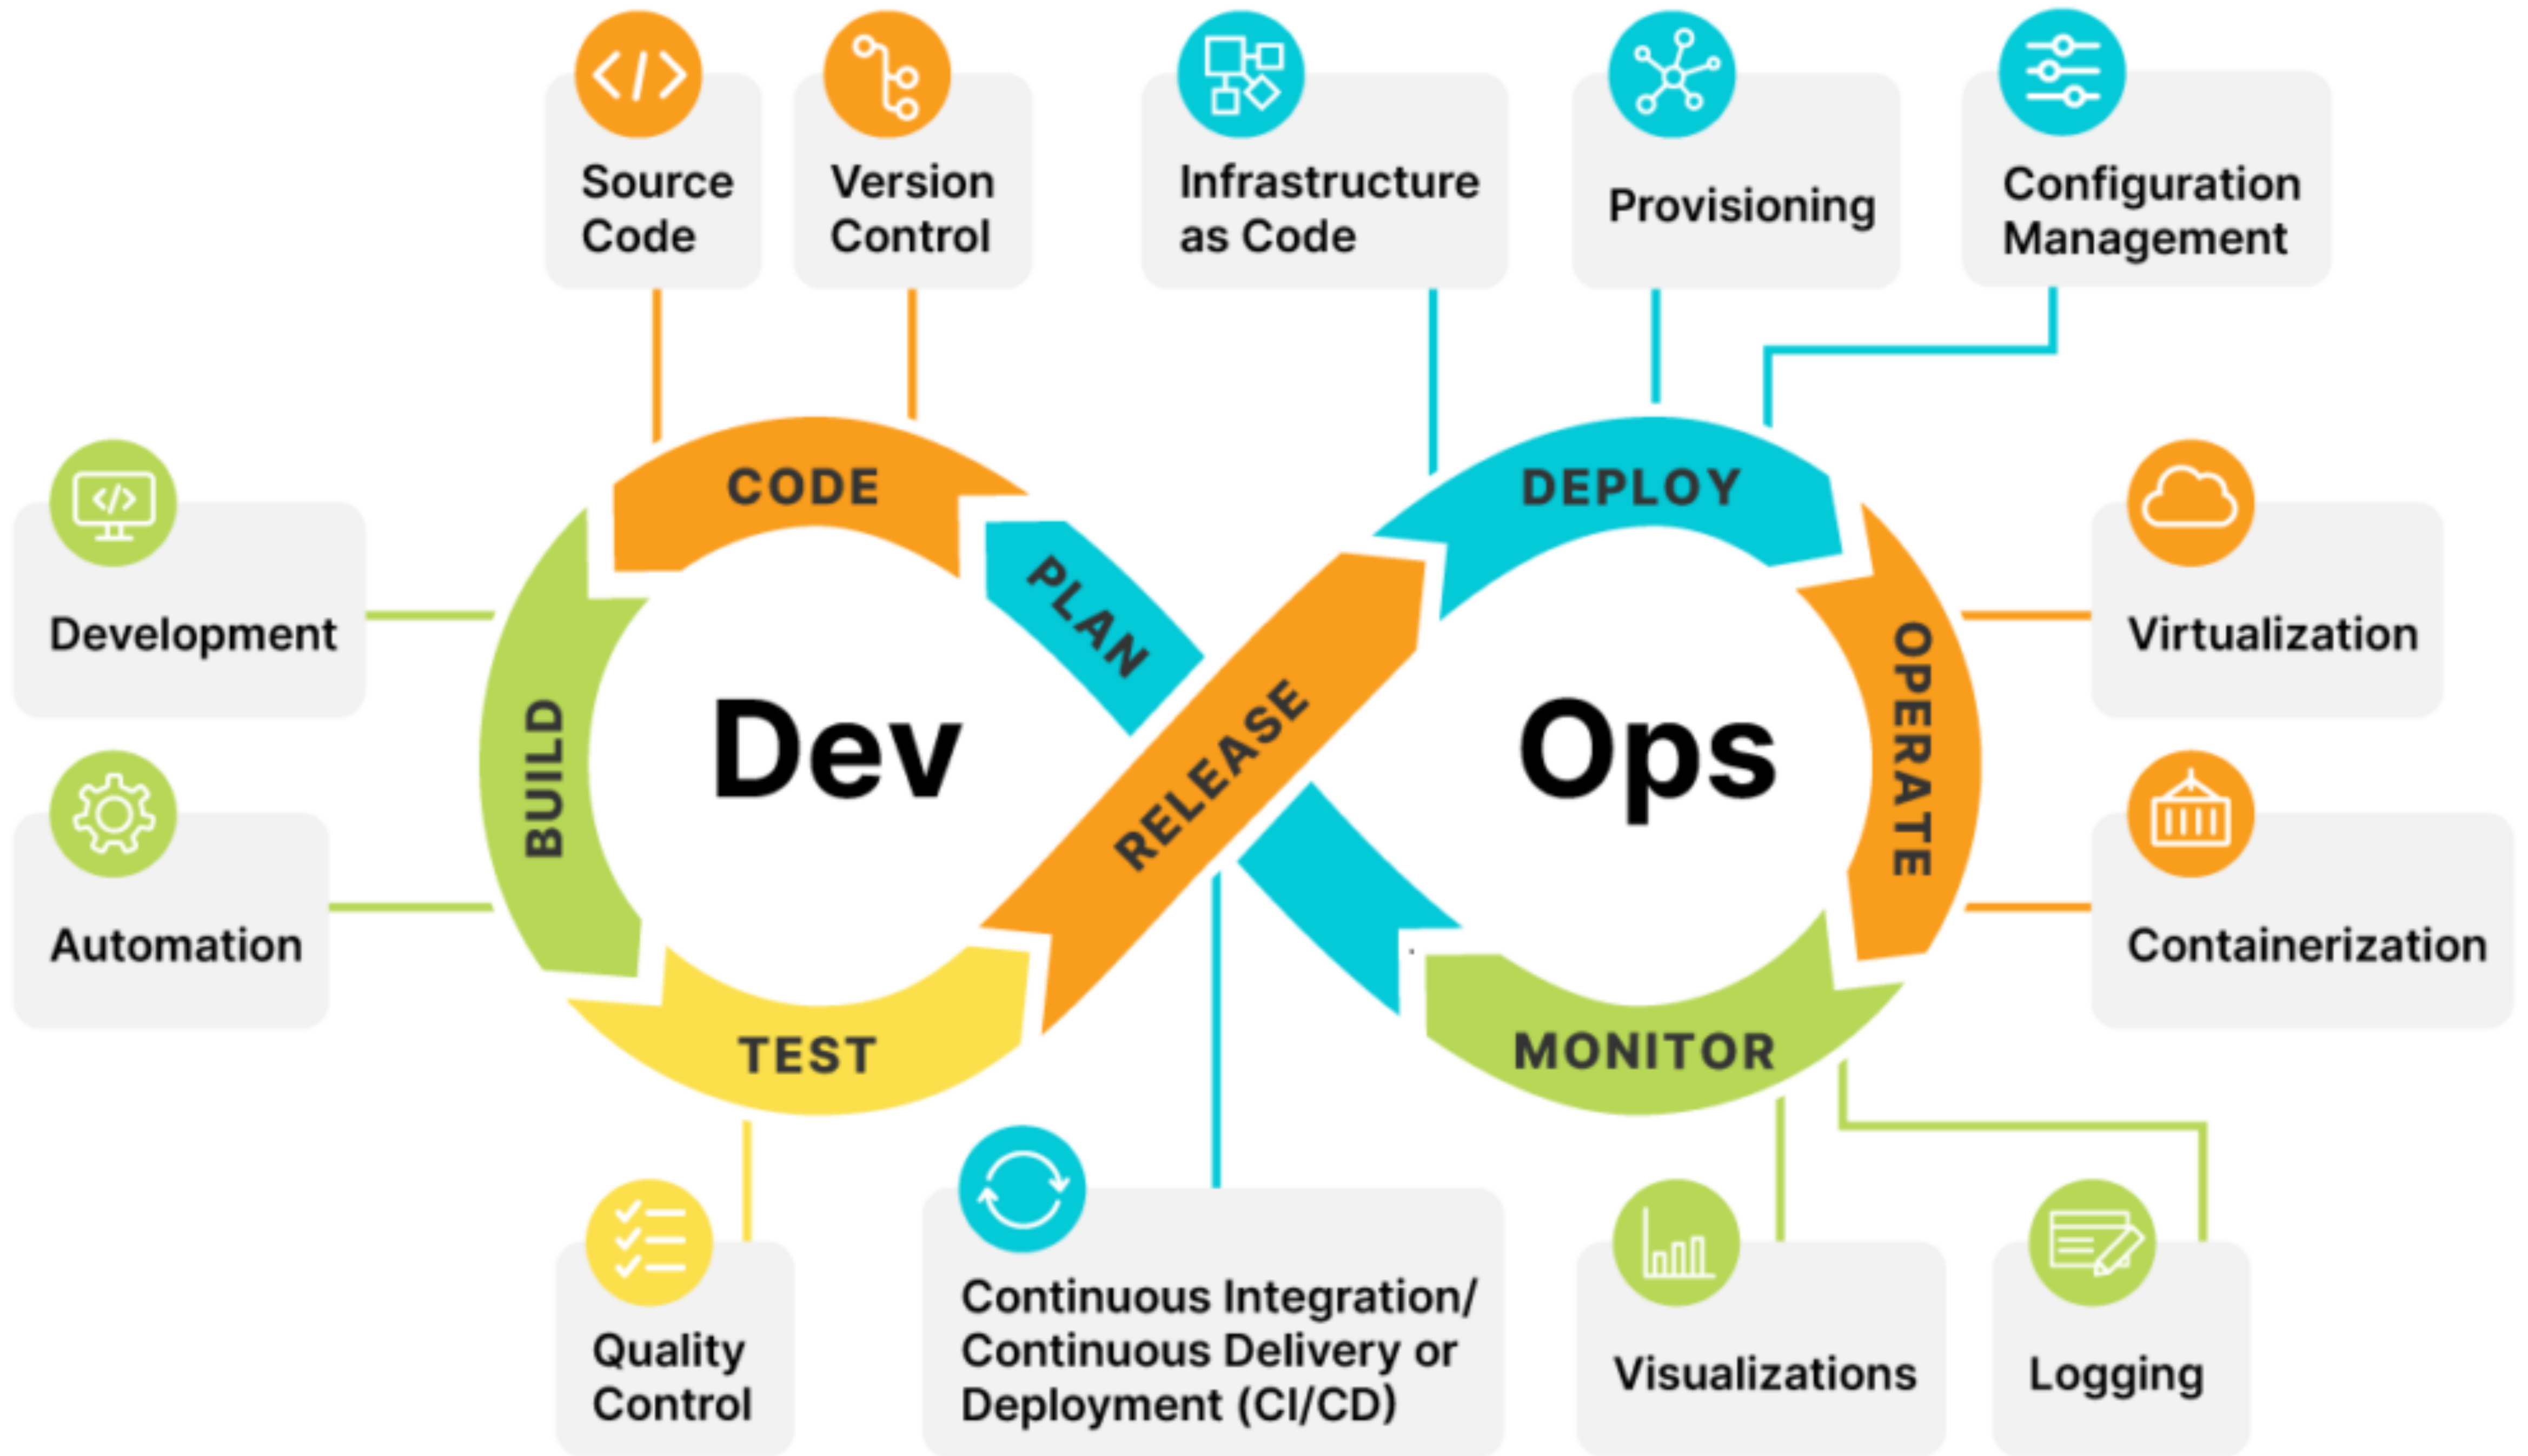 Source
Code
Version
Control
Infrastructure
as Code
Provisioning
Configuration
Management
CODE
DEPLOY
PLAN
Development
Virtualization
BUILD
Dev
RELEASE
Ops
OPERATE
Automation
Containerization
TEST
MONITOR
Quality
Control
Continuous Integration/
Continuous Delivery or
Deployment (CI/CD)
Visualizations
Logging